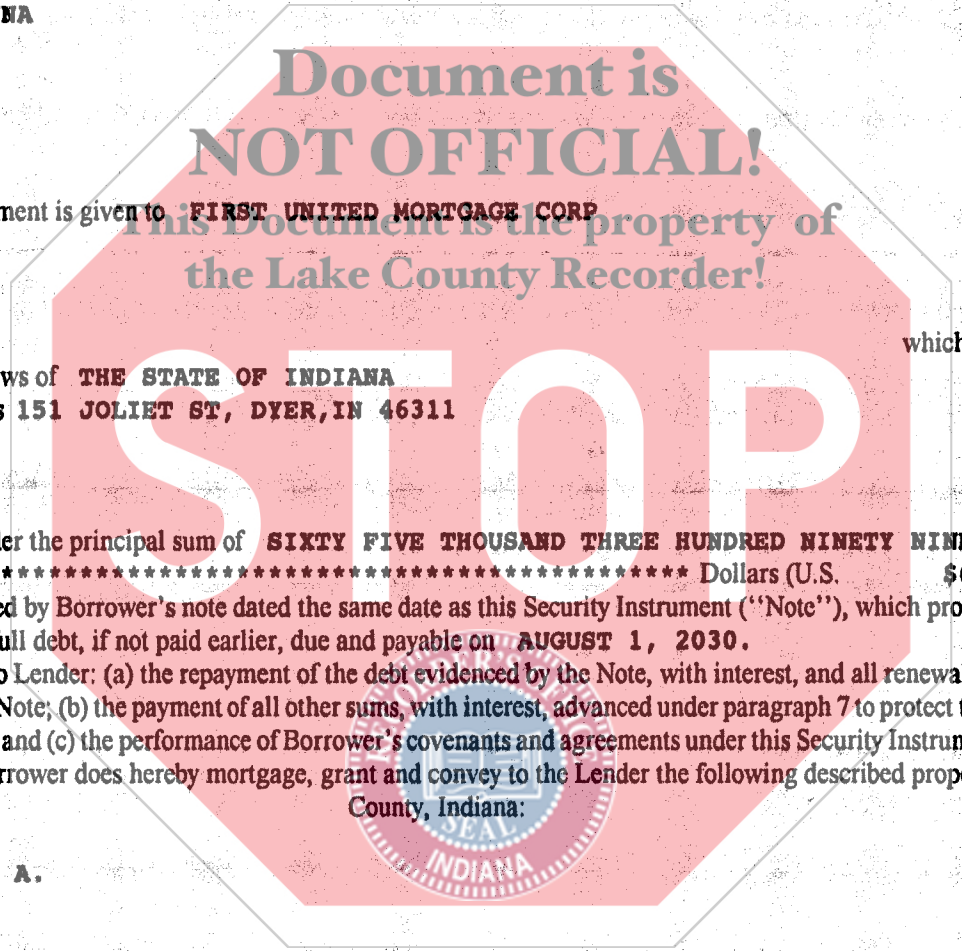 NA
Document is
NOT OFFICIAL!
ment is given to FIRST UNITED MORTGAGE CORP
This Document is the property of
the Lake County Recorder!
which
ws of THE STATE OF INDIANA
s 151 JOLIET ST, DYER,IN 46311
STOP
der the principal sum of SIXTY FIVE THOUSAND THREE HUNDRED NINETY NINE
******************************************** Dollars (U.S. $6
ed by Borrower's note dated the same date as this Security Instrument (‘‘Note’’), which pro
ull debt, if not paid earlier, due and payable on AUGUST 1, 2030.
o Lender: (a) the repayment of the debt evidenced by the Note, with interest, and all renewa
Note; (b) the payment of all other sums, with interest, advanced under paragraph 7 to protect t
and (c) the performance of Borrower's covenants and agreements under this Security Instrum
rrower does hereby mortgage, grant and convey to the Lender the following described prope
County, Indiana:
RECORDER'S OFFICE
SEAL
INDIANA
A.